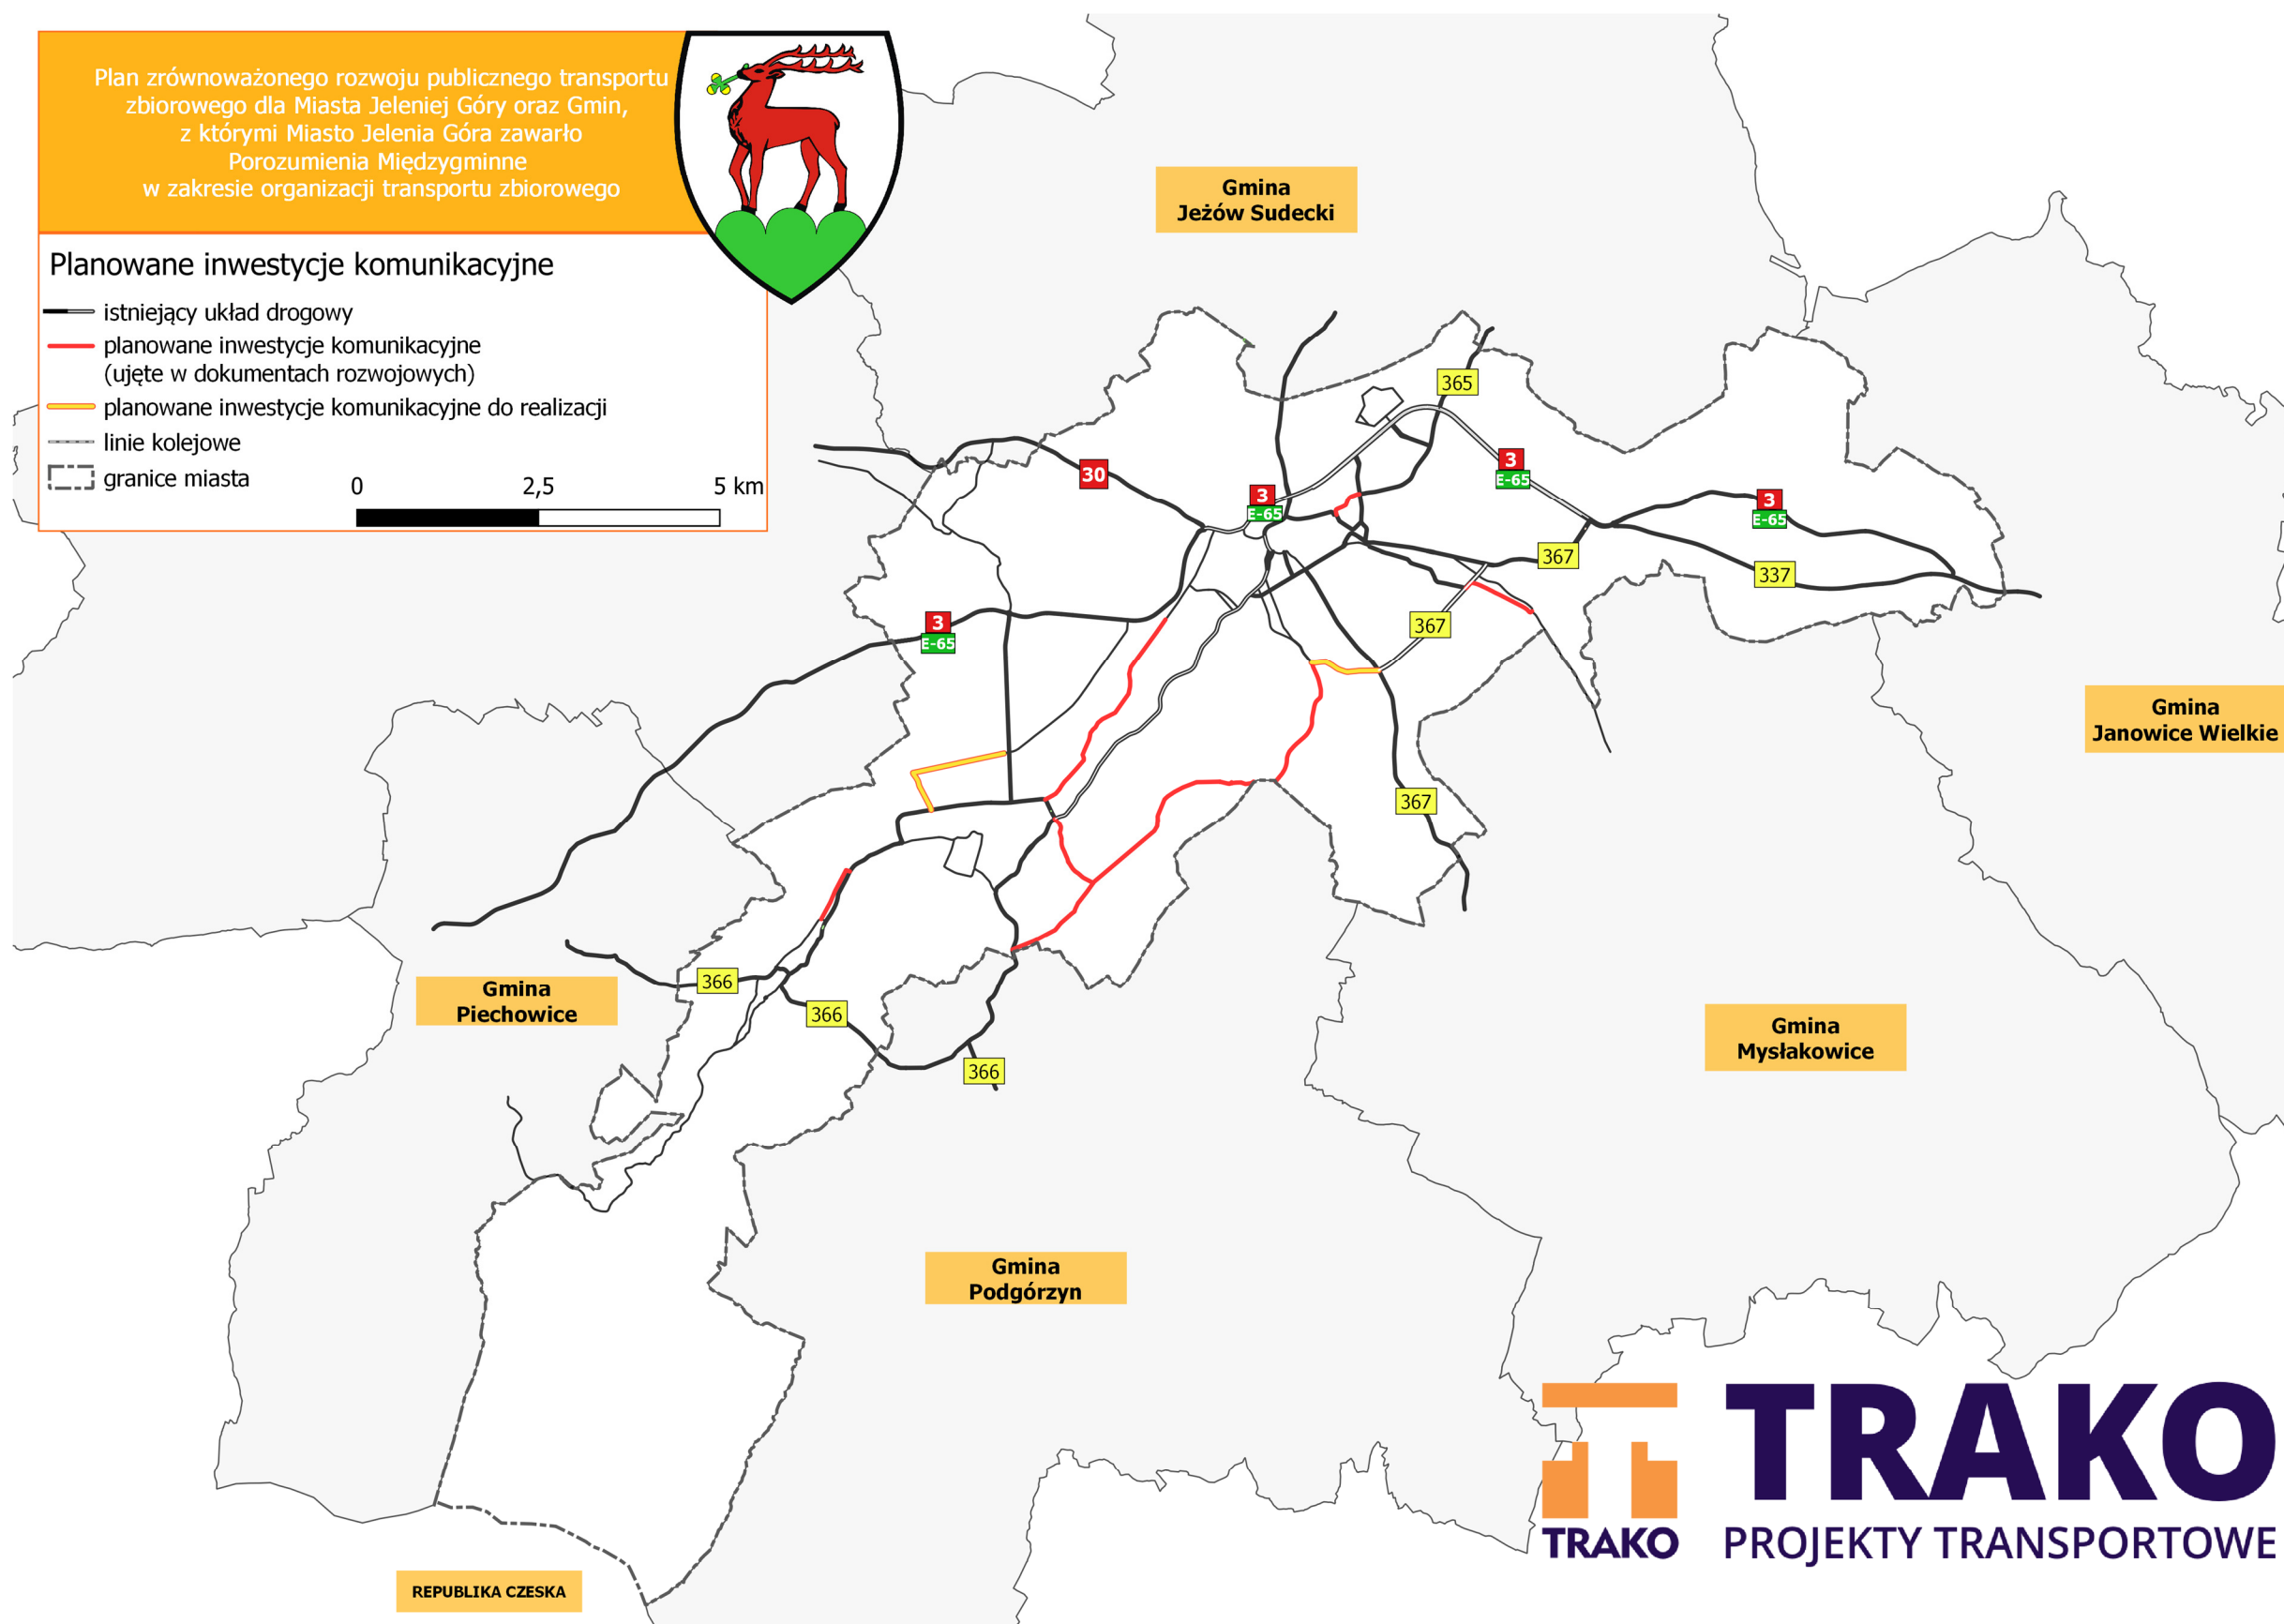 Plan zrównoważonego rozwoju publicznego transportu
zbiorowego dla Miasta Jeleniej Góry oraz Gmin,
z którymi Miasto Jelenia Góra zawarło
Porozumienia Międzygminne
w zakresie organizacji transportu zbiorowego
Planowane inwestycje komunikacyjne
istniejący układ drogowy
planowane inwestycje komunikacyjne
(ujęte w dokumentach rozwojowych)
planowane inwestycje komunikacyjne do realizacji
linie kolejowe
granice miasta
0 2,5 5 km
Gmina
Jeżów Sudecki
365
30
3
E-65
3
E-65
3
E-65
367
337
3
E-65
367
Gmina
Janowice Wielkie
367
366
Gmina
Piechowice
366
Gmina
Mysłakowice
366
Gmina
Podgórzyn
REPUBLIKA CZESKA
TRAKO
TRAKO
PROJEKTY TRANSPORTOWE